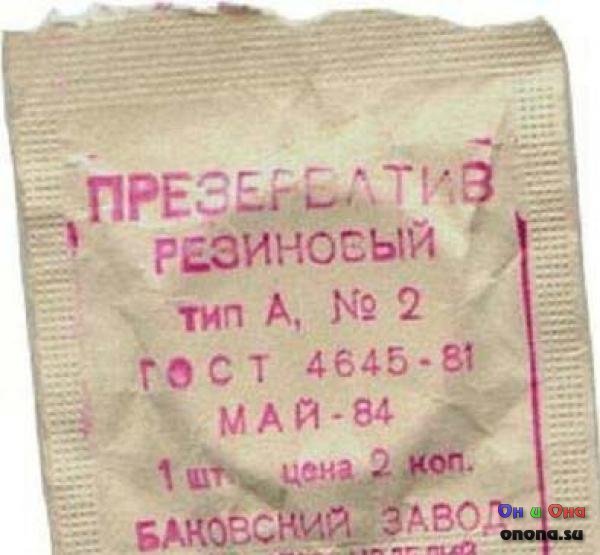 ПРЕЗЕРВАТИВ
РЕЗИНОВЫЙ
тип А, № 2
ГОСТ 4645-81
МАЙ-84
1 шт. цена 2 коп.
БАКОВСКИЙ ЗАВОД
Он и Она
onona.su